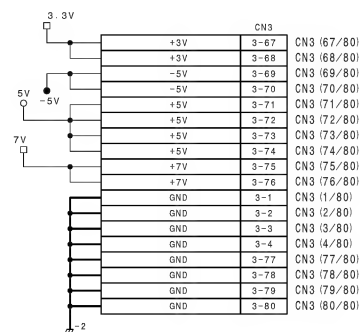 3.3V
CN3
+3V 3-67 CN3 (67/80)
+3V 3-68 CN3 (68/80)
-5V 3-69 CN3 (69/80)
-5V 3-70 CN3 (70/80)
5V -5V +5V 3-71 CN3 (71/80)
+5V 3-72 CN3 (72/80)
+5V 3-73 CN3 (73/80)
7V +5V 3-74 CN3 (74/80)
+7V 3-75 CN3 (75/80)
+7V 3-76 CN3 (76/80)
GND 3-1 CN3 (1/80)
GND 3-2 CN3 (2/80)
GND 3-3 CN3 (3/80)
GND 3-4 CN3 (4/80)
GND 3-77 CN3 (77/80)
GND 3-78 CN3 (78/80)
GND 3-79 CN3 (79/80)
GND 3-80 CN3 (80/80)
-2